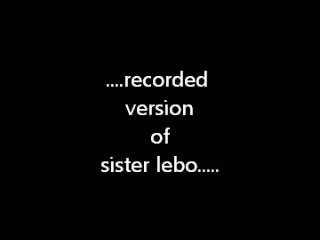 ....recorded
version
of
sister lebo.....